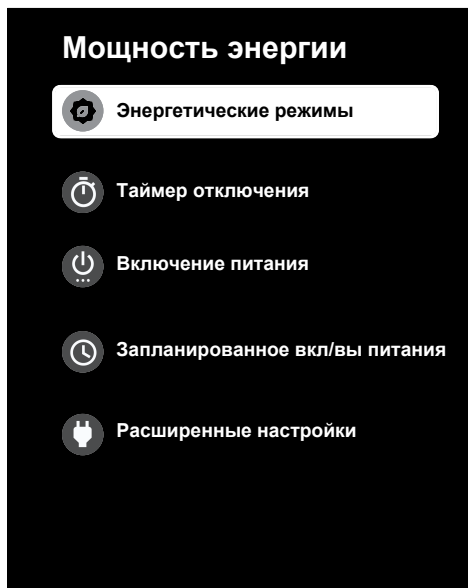 Мощность энергии
Энергетические режимы
Таймер отключения
Включение питания
Запланированное вкл/вы питания
Расширенные настройки